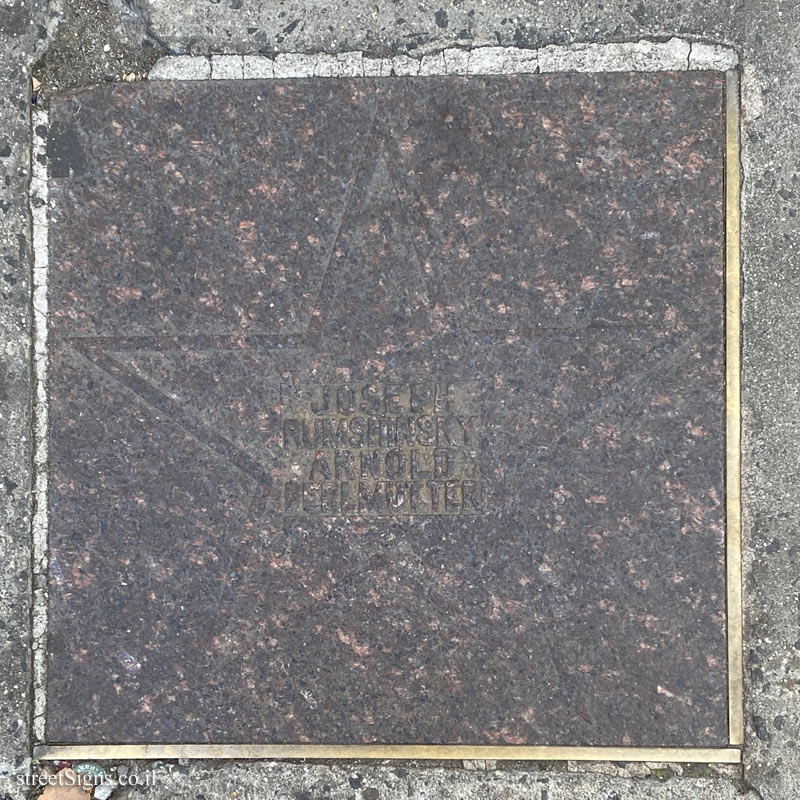 JOSEPH
RUMSHINSKY
ARNOLD
PERLMUTTER
streetSigns.co.il